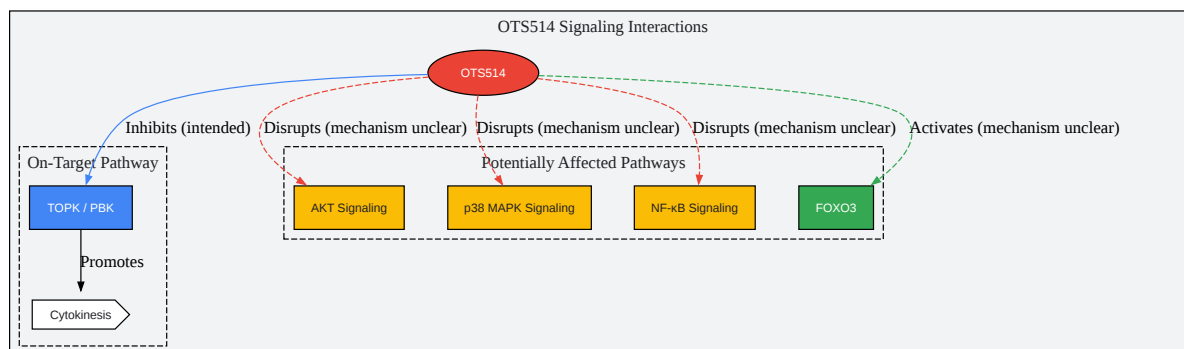 OTS514 Signaling Interactions
OTS514
Inhibits (intended)
Disrupts (mechanism unclear)
Disrupts (mechanism unclear)
Disrupts (mechanism unclear)
Activates (mechanism unclear)
On-Target Pathway
Potentially Affected Pathways
TOPK / PBK
AKT Signaling
p38 MAPK Signaling
NF-κB Signaling
FOXO3
Promotes
Cytokinesis